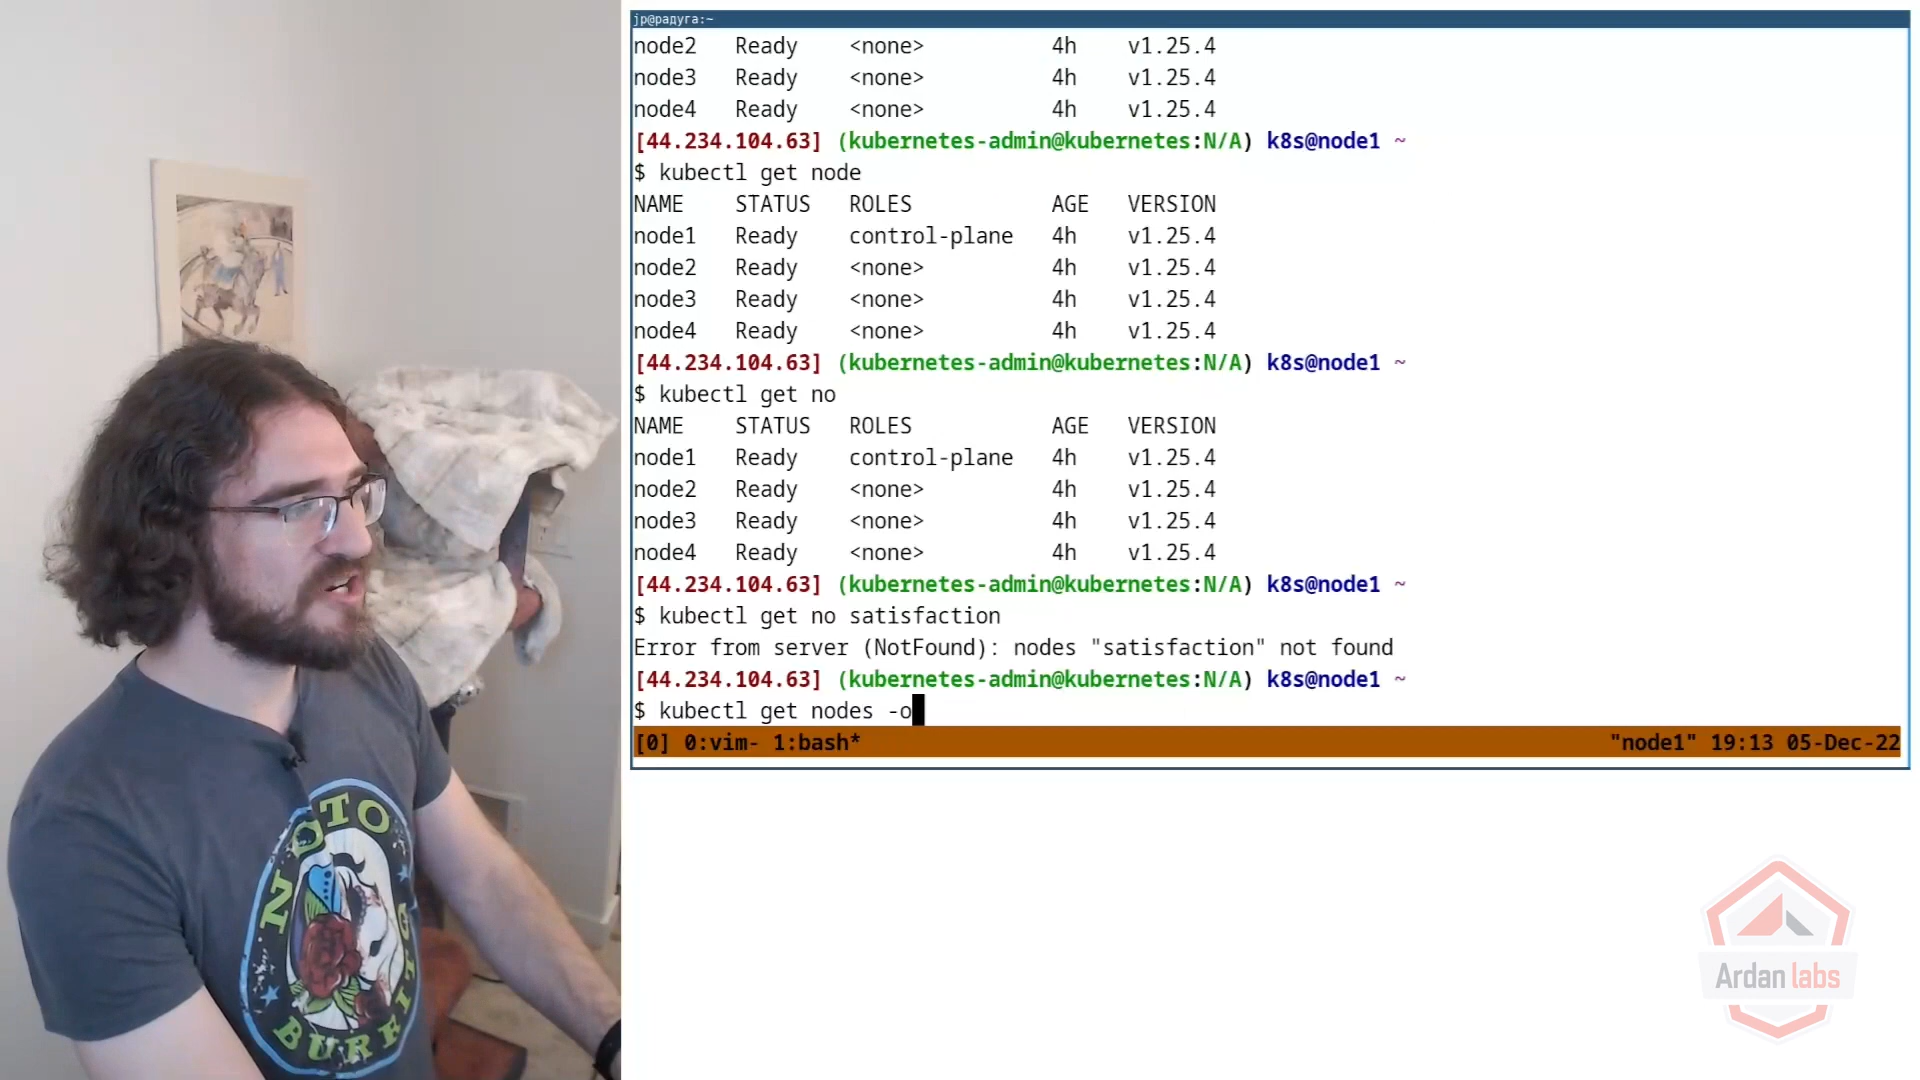 jp@радуга:~
node2 Ready <none> 4h v1.25.4
node3 Ready <none> 4h v1.25.4
node4 Ready <none> 4h v1.25.4
[44.234.104.63] (kubernetes-admin@kubernetes:N/A) k8s@node1 ~
$ kubectl get node
NAME STATUS ROLES AGE VERSION
node1 Ready control-plane 4h v1.25.4
node2 Ready <none> 4h v1.25.4
node3 Ready <none> 4h v1.25.4
node4 Ready <none> 4h v1.25.4
[44.234.104.63] (kubernetes-admin@kubernetes:N/A) k8s@node1 ~
$ kubectl get no
NAME STATUS ROLES AGE VERSION
node1 Ready control-plane 4h v1.25.4
node2 Ready <none> 4h v1.25.4
node3 Ready <none> 4h v1.25.4
node4 Ready <none> 4h v1.25.4
[44.234.104.63] (kubernetes-admin@kubernetes:N/A) k8s@node1 ~
$ kubectl get no satisfaction
Error from server (NotFound): nodes "satisfaction" not found
[44.234.104.63] (kubernetes-admin@kubernetes:N/A) k8s@node1 ~
$ kubectl get nodes -o
[0] 0:vim- 1:bash* "node1" 19:13 05-Dec-22
NOTO
BURRITO
Ardan labs